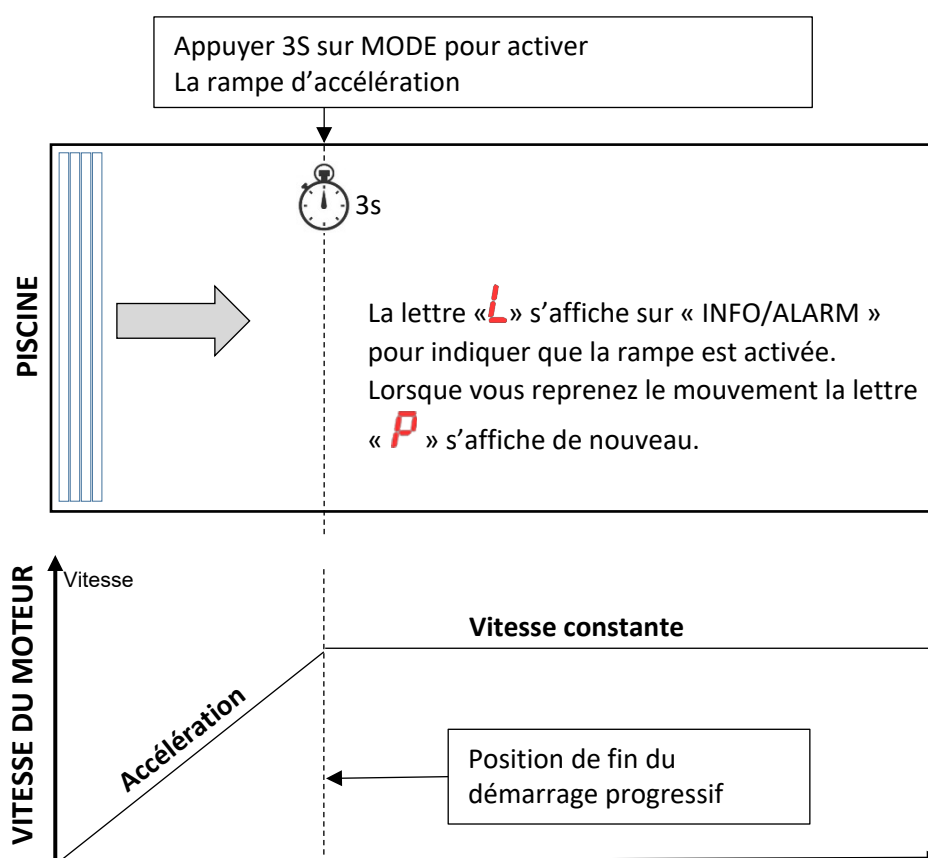 Appuyer 3S sur MODE pour activer
La rampe d’accélération
3s
PISCINE
La lettre «L» s’affiche sur « INFO/ALARM »
pour indiquer que la rampe est activée.
Lorsque vous reprenez le mouvement la lettre
« P » s’affiche de nouveau.
VITESSE DU MOTEUR
Vitesse
Vitesse constante
Accélération
Position de fin du
démarrage progressif